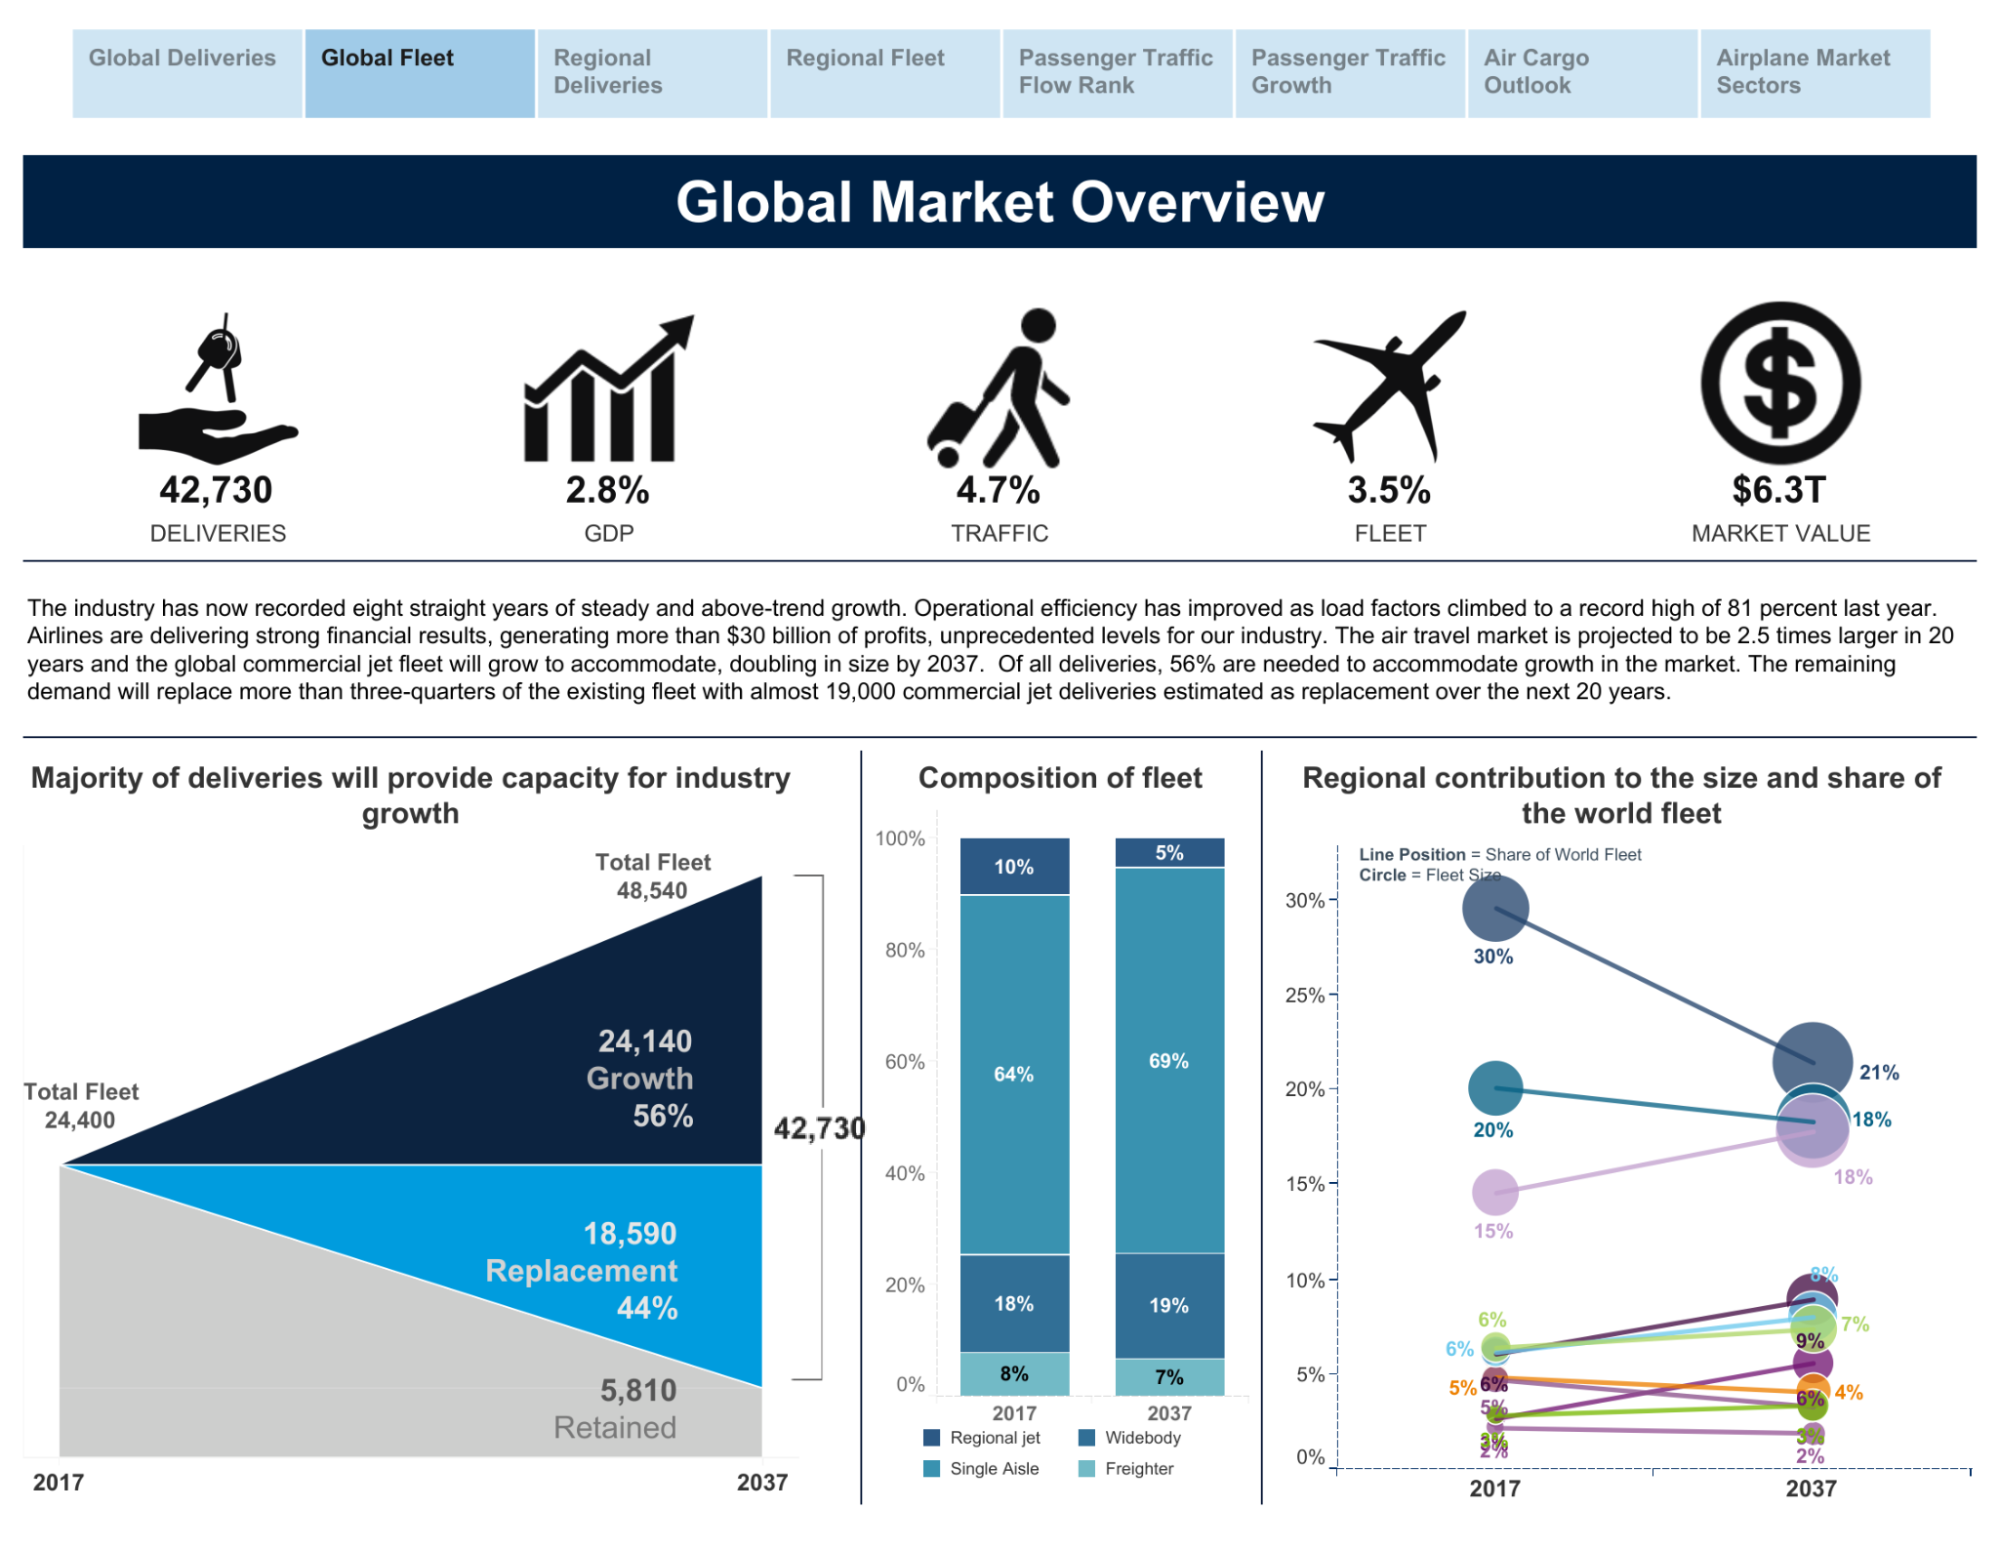 Global Deliveries
Global Fleet
Regional
Deliveries
Regional Fleet
Passenger Traffic
Flow Rank
Passenger Traffic
Growth
Air Cargo
Outlook
Airplane Market
Sectors
Global Market Overview
42,730
DELIVERIES
2.8%
GDP
4.7%
TRAFFIC
3.5%
FLEET
$6.3T
MARKET VALUE
The industry has now recorded eight straight years of steady and above-trend growth. Operational efficiency has improved as load factors climbed to a record high of 81 percent last year.
Airlines are delivering strong financial results, generating more than $30 billion of profits, unprecedented levels for our industry. The air travel market is projected to be 2.5 times larger in 20
years and the global commercial jet fleet will grow to accommodate, doubling in size by 2037.  Of all deliveries, 56% are needed to accommodate growth in the market. The remaining
demand will replace more than three-quarters of the existing fleet with almost 19,000 commercial jet deliveries estimated as replacement over the next 20 years.
Majority of deliveries will provide capacity for industry
growth
Total Fleet
48,540
24,140
Growth
56%
Total Fleet
24,400
42,730
18,590
Replacement
44%
5,810
Retained
2017
2037
Composition of fleet
100%
80%
60%
40%
20%
0%
10%
64%
18%
8%
5%
69%
19%
7%
2017
2037
Regional jet
Widebody
Single Aisle
Freighter
Regional contribution to the size and share of
the world fleet
Line Position = Share of World Fleet
Circle = Fleet Size
30%
25%
20%
15%
10%
5%
0%
30%
20%
15%
6%
6%
5%
6%
5%
2%
21%
18%
18%
8%
7%
9%
4%
6%
3%
2%
2017
2037